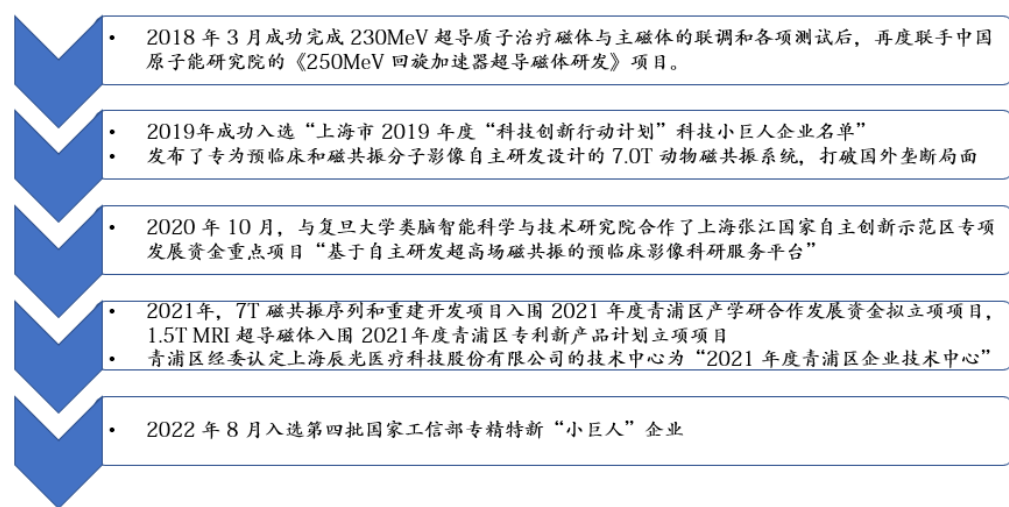 • 2018 年 3 月成功完成 230MeV 超导质子治疗磁体与主磁体的联调和各项测试后，再度联手中国
原子能研究院的《250MeV 回旋加速器超导磁体研发》项目。
• 2019年成功入选“上海市 2019 年度“科技创新行动计划”科技小巨人企业名单”
• 发布了专为预临床和磁共振分子影像自主研发设计的 7.0T 动物磁共振系统，打破国外垄断局面
• 2020 年 10 月，与复旦大学类脑智能科学与技术研究院合作了上海张江国家自主创新示范区专项
发展资金重点项目“基于自主研发超高场磁共振的预临床影像科研服务平台”
• 2021年，7T 磁共振序列和重建开发项目入围 2021 年度青浦区产学研合作发展资金拟立项项目，
1.5T MRI 超导磁体入围 2021年度青浦区专利新产品计划立项项目
• 青浦区经委认定上海辰光医疗科技股份有限公司的技术中心为“2021 年度青浦区企业技术中心”
• 2022 年 8 月入选第四批国家工信部专精特新“小巨人”企业